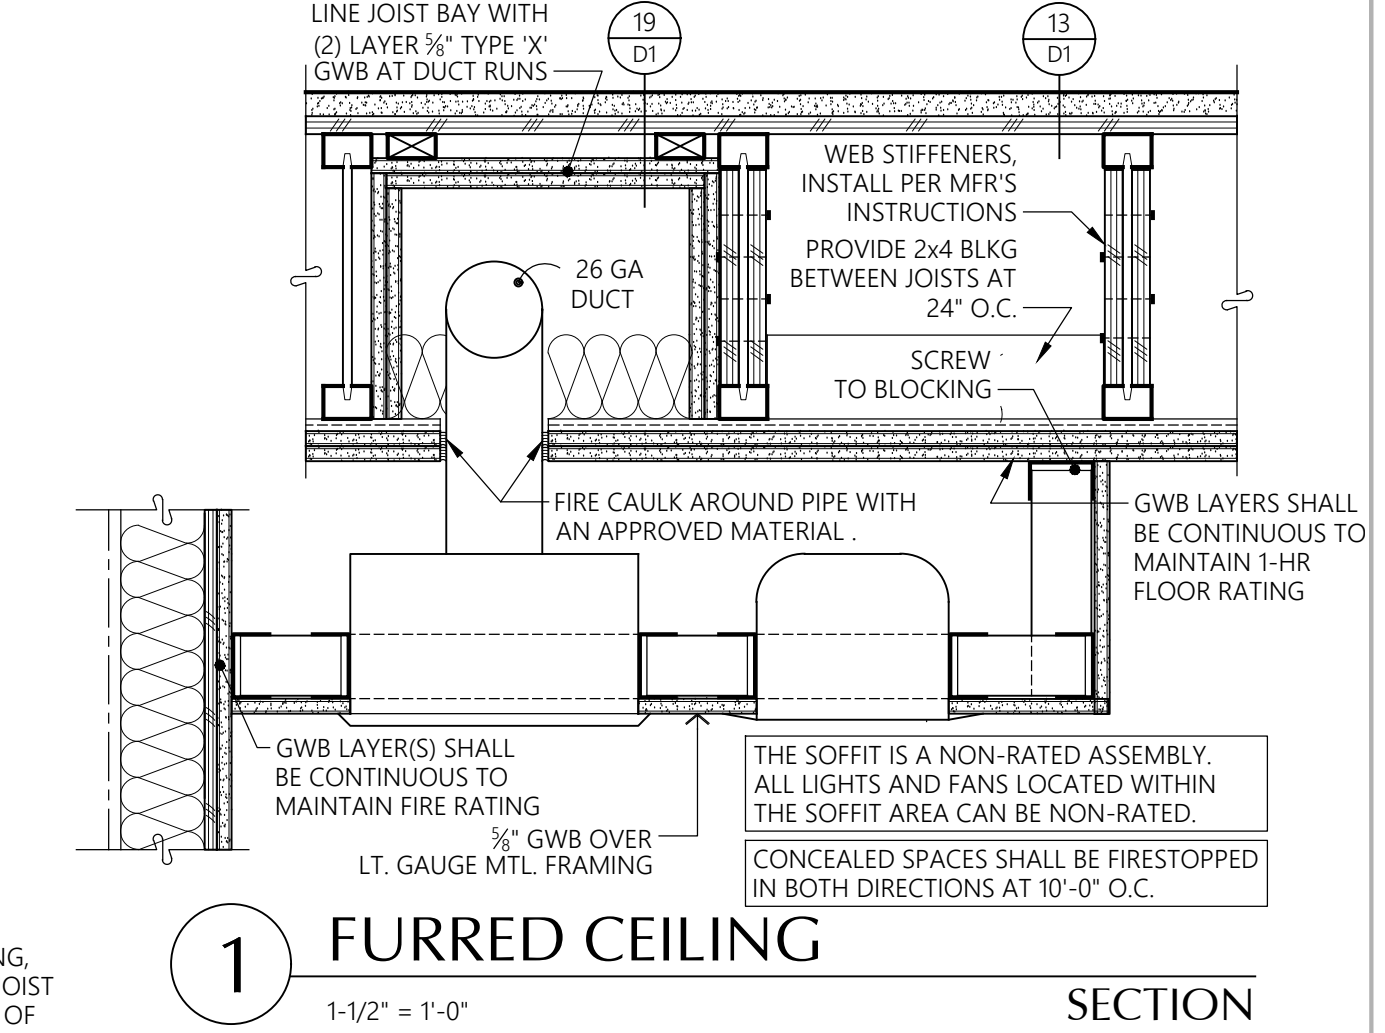 LINE JOIST BAY WITH
(2) LAYER ⅝" TYPE 'X'
GWB AT DUCT RUNS
19
D1
13
D1
WEB STIFFENERS,
INSTALL PER MFR'S
INSTRUCTIONS
PROVIDE 2x4 BLKG
BETWEEN JOISTS AT
24" O.C.
26 GA
DUCT
SCREW
TO BLOCKING
FIRE CAULK AROUND PIPE WITH
AN APPROVED MATERIAL .
GWB LAYERS SHALL
BE CONTINUOUS TO
MAINTAIN 1-HR
FLOOR RATING
GWB LAYER(S) SHALL
BE CONTINUOUS TO
MAINTAIN FIRE RATING
⅝" GWB OVER
LT. GAUGE MTL. FRAMING
THE SOFFIT IS A NON-RATED ASSEMBLY.
ALL LIGHTS AND FANS LOCATED WITHIN
THE SOFFIT AREA CAN BE NON-RATED.
CONCEALED SPACES SHALL BE FIRESTOPPED
IN BOTH DIRECTIONS AT 10'-0" O.C.
1
FURRED CEILING
1-1/2" = 1'-0"
SECTION
NG,
OIST
OF